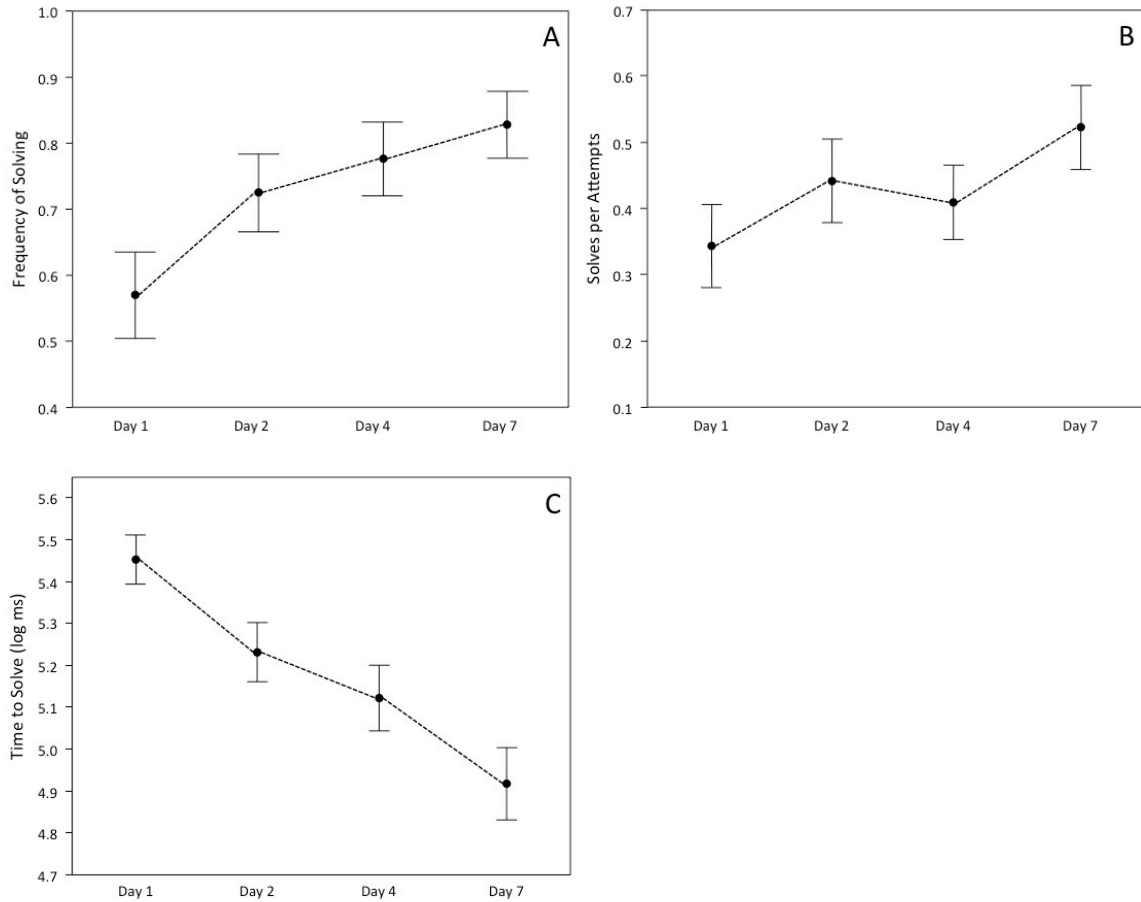 A
Frequency of Solving
1.0
0.9
0.8
0.7
0.6
0.5
0.4
Day 1 Day 2 Day 4 Day 7
B
Solves per Attempts
0.7
0.6
0.5
0.4
0.3
0.2
0.1
Day 1 Day 2 Day 4 Day 7
C
Time to Solve (log ms)
5.6
5.5
5.4
5.3
5.2
5.1
5.0
4.9
4.8
4.7
Day 1 Day 2 Day 4 Day 7